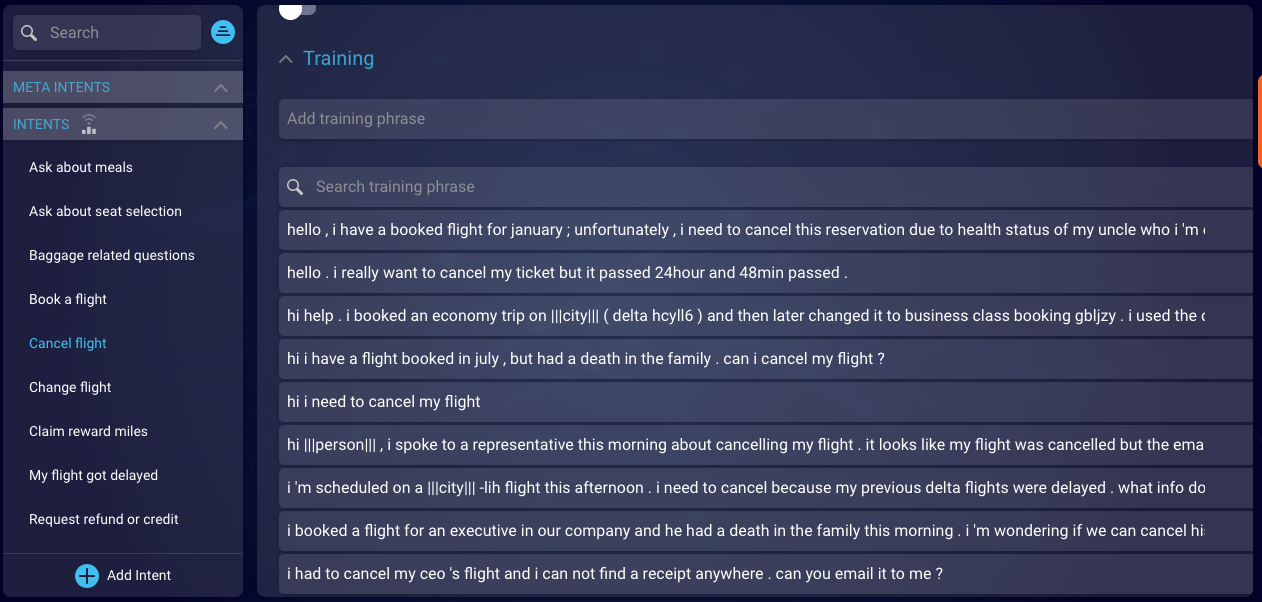 Search
META INTENTS
INTENTS
Ask about meals
Ask about seat selection
Baggage related questions
Book a flight
Cancel flight
Change flight
Claim reward miles
My flight got delayed
Request refund or credit
Add Intent
Training
Add training phrase
Search training phrase
hello , i have a booked flight for january ; unfortunately , i need to cancel this reservation due to health status of my uncle who i 'm
hello . i really want to cancel my ticket but it passed 24hour and 48min passed .
hi help . i booked an economy trip on |||city||| ( delta hcyll6 ) and then later changed it to business class booking gbljzy . i used the
hi i have a flight booked in july , but had a death in the family . can i cancel my flight ?
hi i need to cancel my flight
hi |||person||| , i spoke to a representative this morning about cancelling my flight . it looks like my flight was cancelled but the ema
i 'm scheduled on a |||city||| -lih flight this afternoon . i need to cancel because my previous delta flights were delayed . what info do
i booked a flight for an executive in our company and he had a death in the family this morning . i 'm wondering if we can cancel hi
i had to cancel my ceo 's flight and i can not find a receipt anywhere . can you email it to me ?